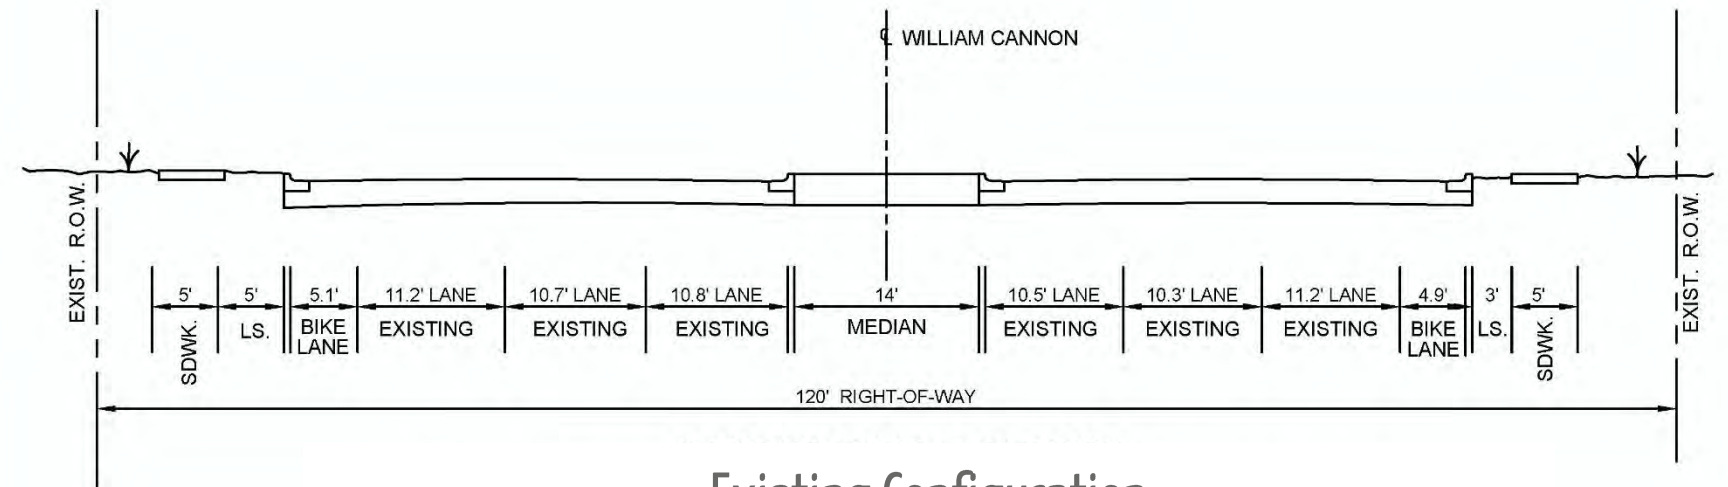 ℄ WILLIAM CANNON
EXIST. R.O.W.
EXIST. R.O.W.
5'
5'
5.1'
11.2' LANE
10.7' LANE
10.8' LANE
14'
10.5' LANE
10.3' LANE
11.2' LANE
4.9'
3'
5'
SDWK.
LS.
BIKE
LANE
EXISTING
EXISTING
EXISTING
MEDIAN
EXISTING
EXISTING
EXISTING
BIKE
LANE
LS.
SDWK.
120' RIGHT-OF-WAY
Existing Configuration